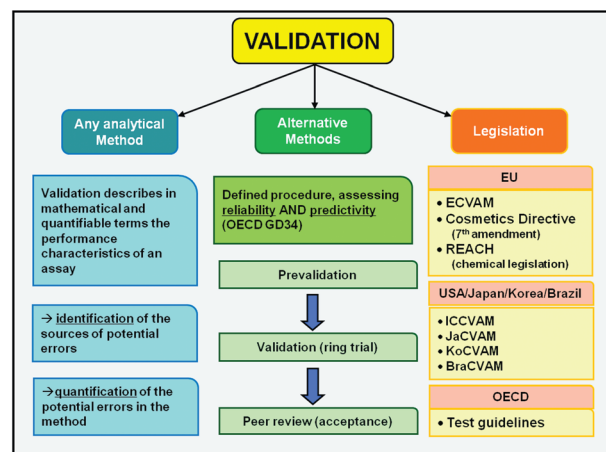 VALIDATION
Any analytical
Method
Validation describes in
mathematical and
quantifiable terms the
performance
characteristics of an
assay
→ identification of the
sources of potential
errors
→quantification of the
potential errors in the
method
Alternative
Methods
Defined procedure, assessing
reliability AND predictivity
(OECD GD34)
Prevalidation
Validation (ring trial)
Peer review (acceptance)
Legislation
EU
• ECVAM
• Cosmetics Directive
(7th amendment)
• REACH
(chemical legislation)
USA/Japan/Korea/Brazil
• ICCVAM
• JaCVAM
• KoCVAM
• BraCVAM
OECD
• Test guidelines